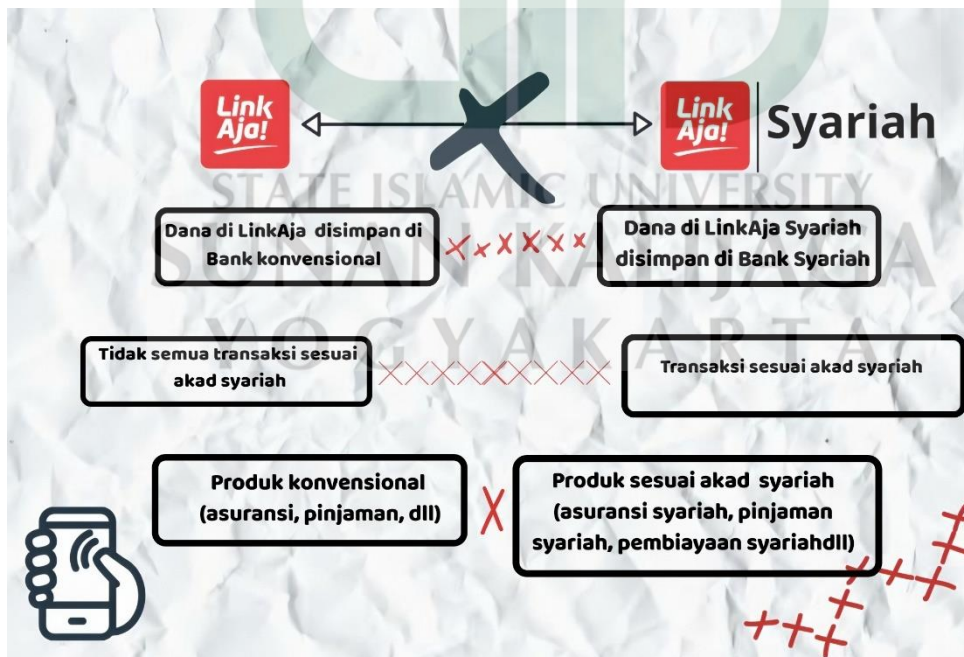 Link
Aja!
Link
Aja!
Syariah
STATE ISLAMIC UNIVERSITY
SUNAN KALIJAGA
YOGYAKARTA
Dana di LinkAja disimpan di
Bank konvensional
Dana di LinkAja Syariah
disimpan di Bank Syariah
Tidak semua transaksi sesuai
akad syariah
Transaksi sesuai akad syariah
Produk konvensional
(asuransi, pinjaman, dll)
Produk sesuai akad syariah
(asuransi syariah, pinjaman
syariah, pembiayaan syariahdll)